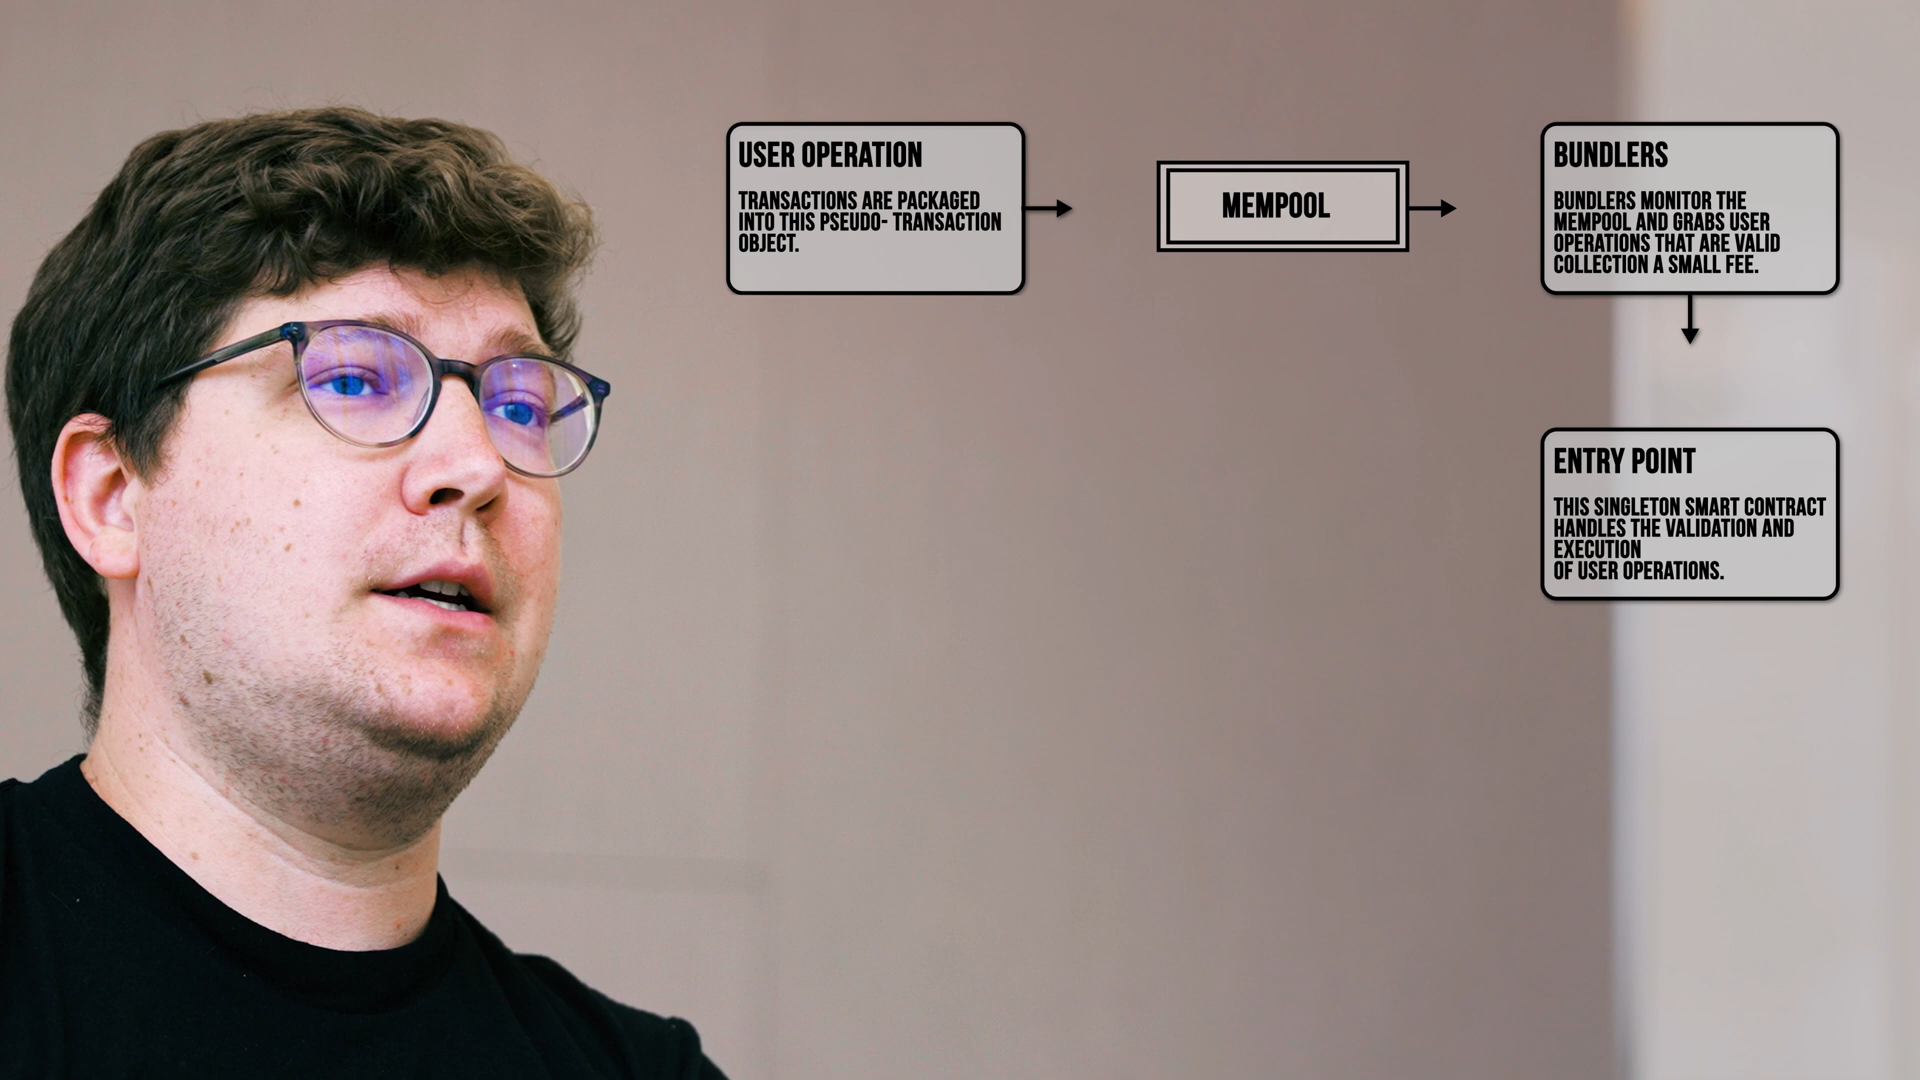 USER OPERATION
TRANSACTIONS ARE PACKAGED
INTO THIS PSEUDO- TRANSACTION
OBJECT.
MEMPOOL
BUNDLERS
BUNDLERS MONITOR THE
MEMPOOL AND GRABS USER
OPERATIONS THAT ARE VALID
COLLECTION A SMALL FEE.
ENTRY POINT
THIS SINGLETON SMART CONTRACT
HANDLES THE VALIDATION AND
EXECUTION
OF USER OPERATIONS.